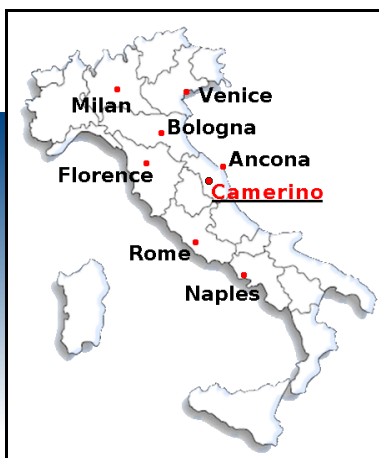 Milan
Venice
Bologna
Florence
Ancona
Camerino
Rome
Naples